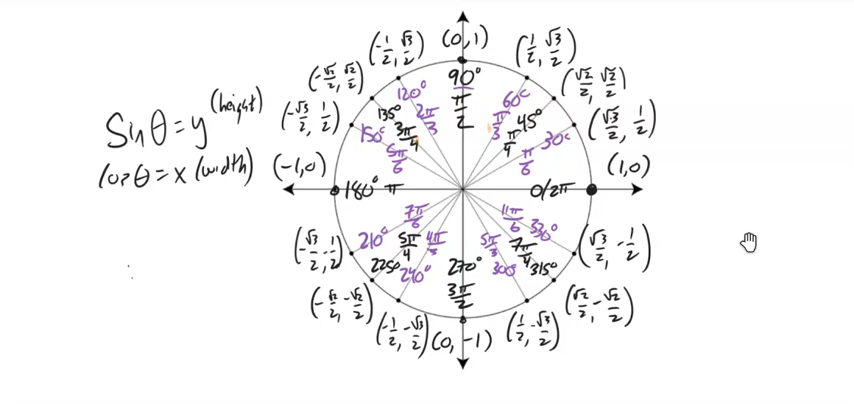 sinθ = y (height)
cosθ = x (width)
(0, 1)
(-1/2, √3/2)
(1/2, √3/2)
(-√2/2, √2/2)
(√2/2, √2/2)
(-√3/2, 1/2)
(√3/2, 1/2)
(-1, 0)
(1, 0)
90° π/2
120° 2π/3
60° π/3
135° 3π/4
45° π/4
150° 5π/6
30° π/6
180° π
0/2π
210° 7π/6
11π/6 330°
225° 5π/4
7π/4 315°
240° 4π/3
5π/3 300°
270° 3π/2
(-√3/2, -1/2)
(√3/2, -1/2)
(-√2/2, -√2/2)
(√2/2, -√2/2)
(-1/2, -√3/2)
(0, -1)
(1/2, -√3/2)